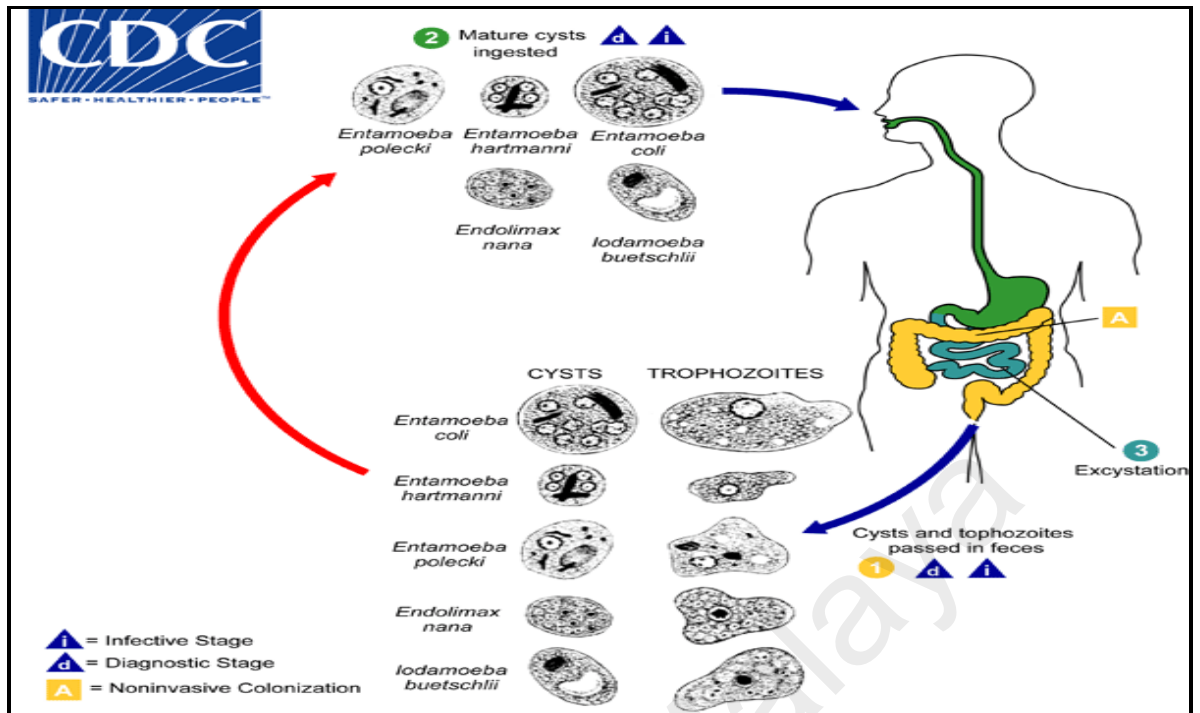 CDC
SAFER • HEALTHIER • PEOPLE™
2 Mature cysts
ingested
d i
Entamoeba
polecki
Entamoeba
hartmanni
Entamoeba
coli
Endolimax
nana
Iodamoeba
buetschlii
A
CYSTS TROPHOZOITES
Entamoeba
coli
Entamoeba
hartmanni
Entamoeba
polecki
Endolimax
nana
Iodamoeba
buetschlii
3
Excystation
Cysts and tophozoites
passed in feces
1 d i
i = Infective Stage
d = Diagnostic Stage
A = Noninvasive Colonization